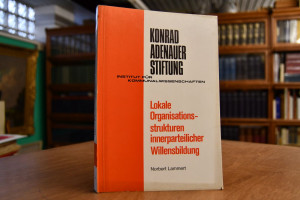 KONRAD
ADENAUER
STIFTUNG
INSTITUT FÜR
KOMMUNALWISSENSCHAFTEN
Lokale
Organisations-
strukturen
innerparteilicher
Willensbildung
Norbert Lammert